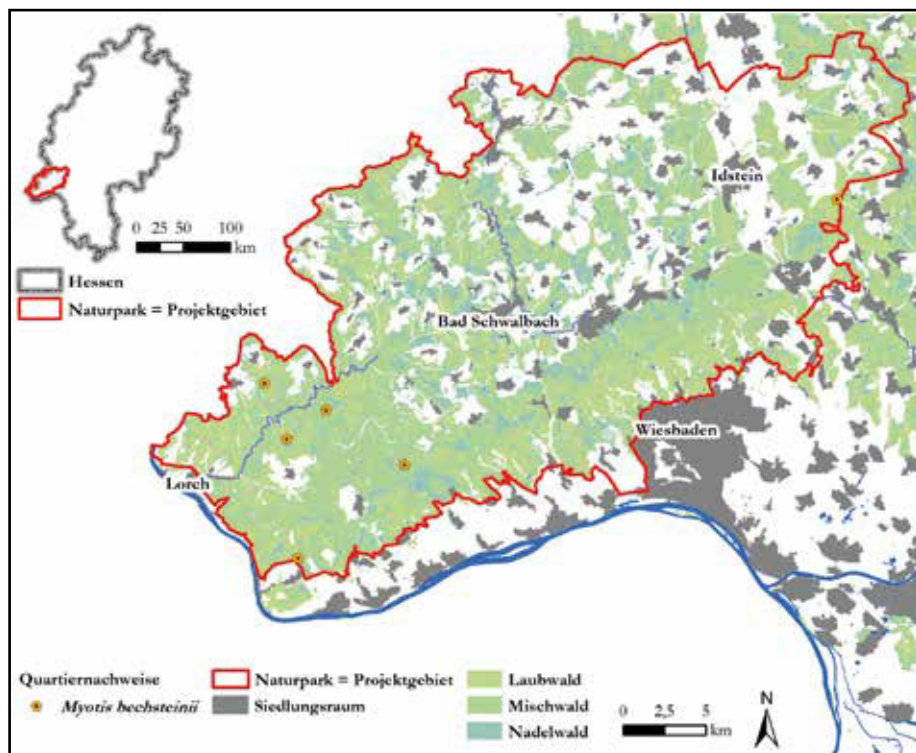 0 25 50 100
km
Hessen
Naturpark = Projektgebiet
Idstein
Bad Schwalbach
Wiesbaden
Lorch
Quartiernachweise
Myotis bechsteinii
Naturpark = Projektgebiet
Siedlungsraum
Laubwald
Mischwald
Nadelwald
0 2,5 5
km
N